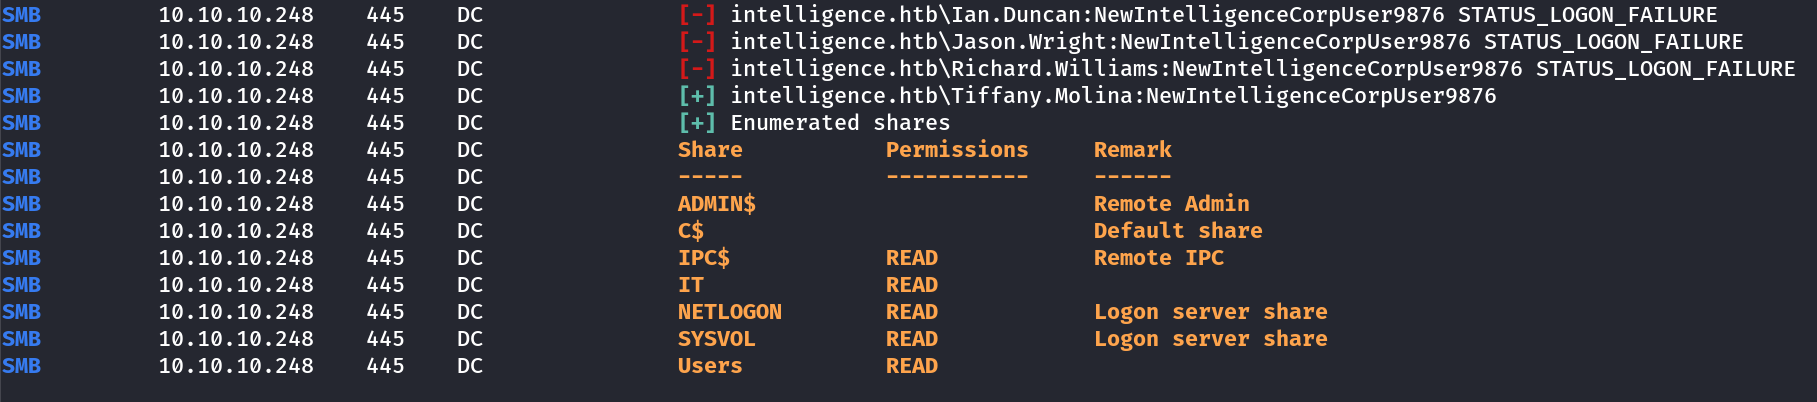 SMB 10.10.10.248 445 DC [-] intelligence.htb\Ian.Duncan:NewIntelligenceCorpUser9876 STATUS_LOGON_FAILURE
SMB 10.10.10.248 445 DC [-] intelligence.htb\Jason.Wright:NewIntelligenceCorpUser9876 STATUS_LOGON_FAILURE
SMB 10.10.10.248 445 DC [-] intelligence.htb\Richard.Williams:NewIntelligenceCorpUser9876 STATUS_LOGON_FAILURE
SMB 10.10.10.248 445 DC [+] intelligence.htb\Tiffany.Molina:NewIntelligenceCorpUser9876
SMB 10.10.10.248 445 DC [+] Enumerated shares
SMB 10.10.10.248 445 DC Share Permissions Remark
SMB 10.10.10.248 445 DC ----- ----------- ------
SMB 10.10.10.248 445 DC ADMIN$ Remote Admin
SMB 10.10.10.248 445 DC C$ Default share
SMB 10.10.10.248 445 DC IPC$ READ Remote IPC
SMB 10.10.10.248 445 DC IT READ
SMB 10.10.10.248 445 DC NETLOGON READ Logon server share
SMB 10.10.10.248 445 DC SYSVOL READ Logon server share
SMB 10.10.10.248 445 DC Users READ